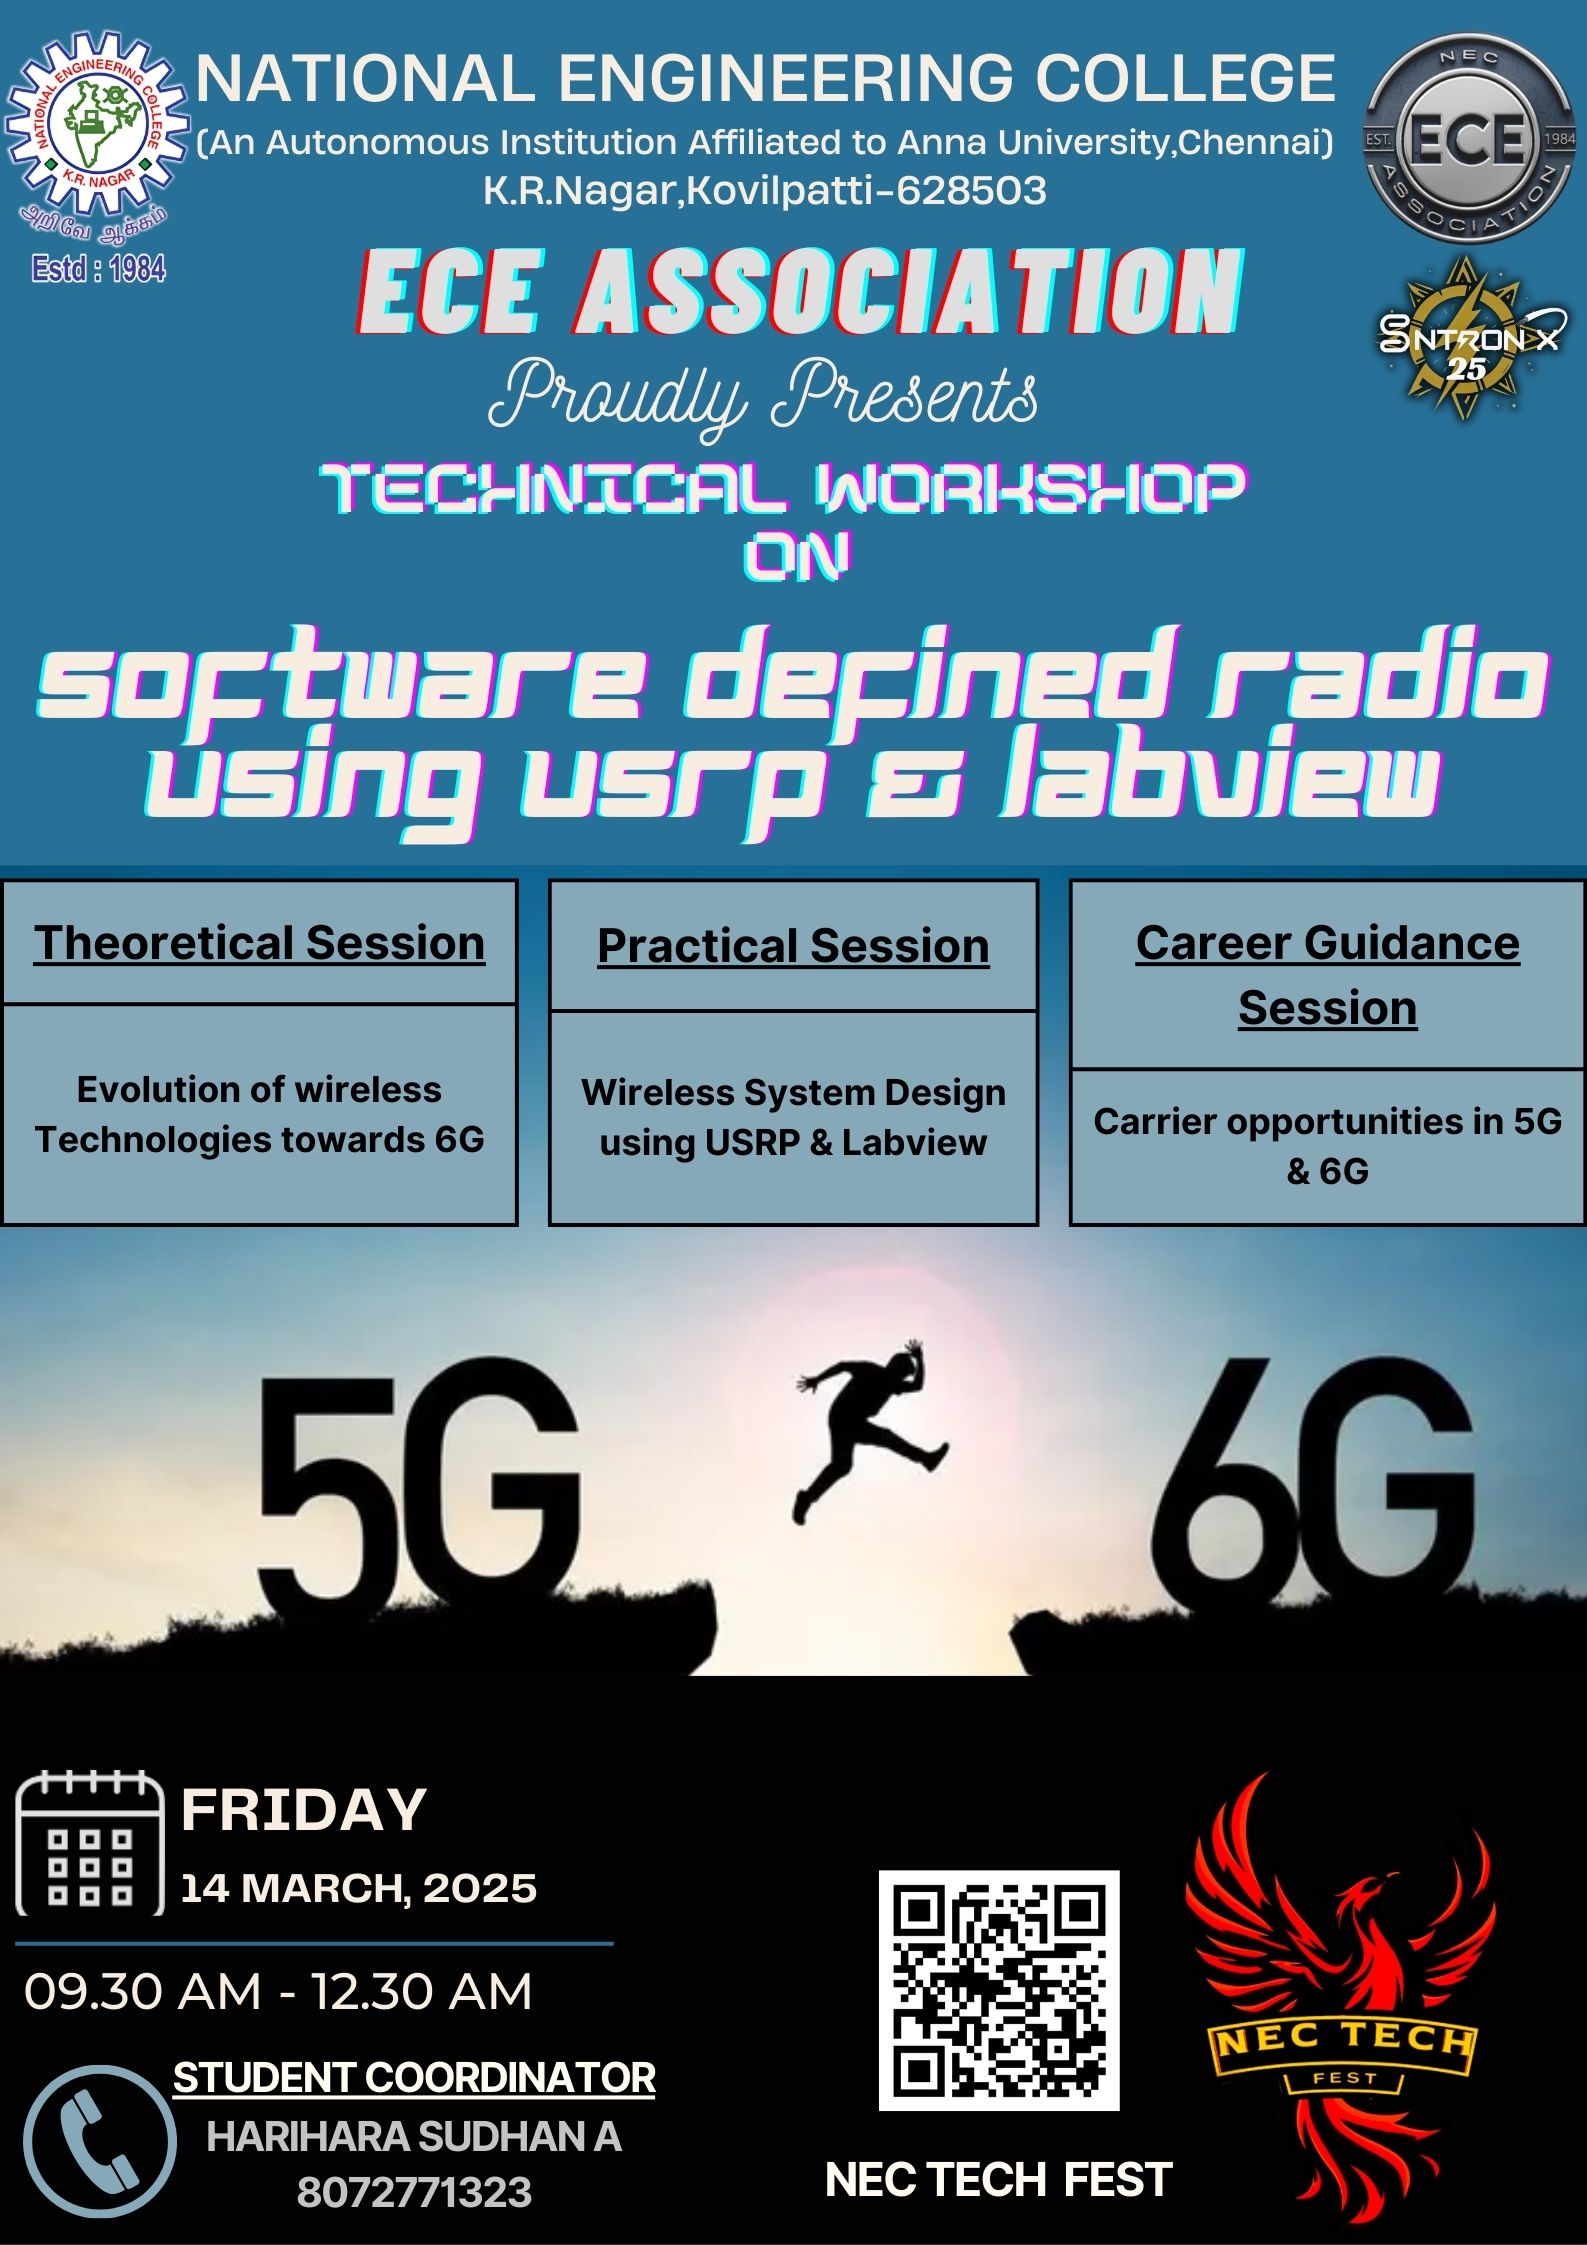 NATIONAL ENGINEERING COLLEGE
(An Autonomous Institution Affiliated to Anna University,Chennai)
K.R.Nagar,Kovilpatti-628503
NATIONAL ENGINEERING COLLEGE
K.R. NAGAR
அறிவே ஆக்கம்
Estd : 1984
NEC
EST. ECE 1984
ASSOCIATION
SNTRON X
25
ECE ASSOCIATION
Proudly Presents
TECHNICAL WORKSHOP
ON
software defined radio
using usrp & labview
Theoretical Session
Evolution of wireless
Technologies towards 6G
Practical Session
Wireless System Design
using USRP & Labview
Career Guidance
Session
Carrier opportunities in 5G
& 6G
5G 6G
FRIDAY
14 MARCH, 2025
09.30 AM - 12.30 AM
STUDENT COORDINATOR
HARIHARA SUDHAN A
8072771323
NEC TECH FEST
NEC TECH
FEST